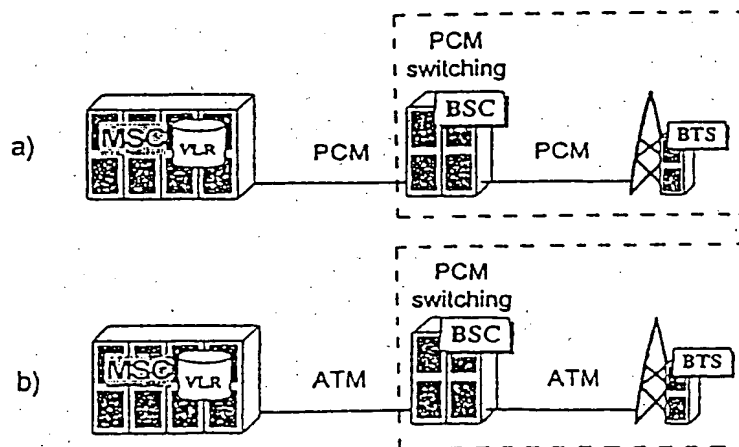 PCM
switching
a)
MSC
VLR
PCM
BSC
PCM
BTS
PCM
switching
b)
MSC
VLR
ATM
BSC
ATM
BTS